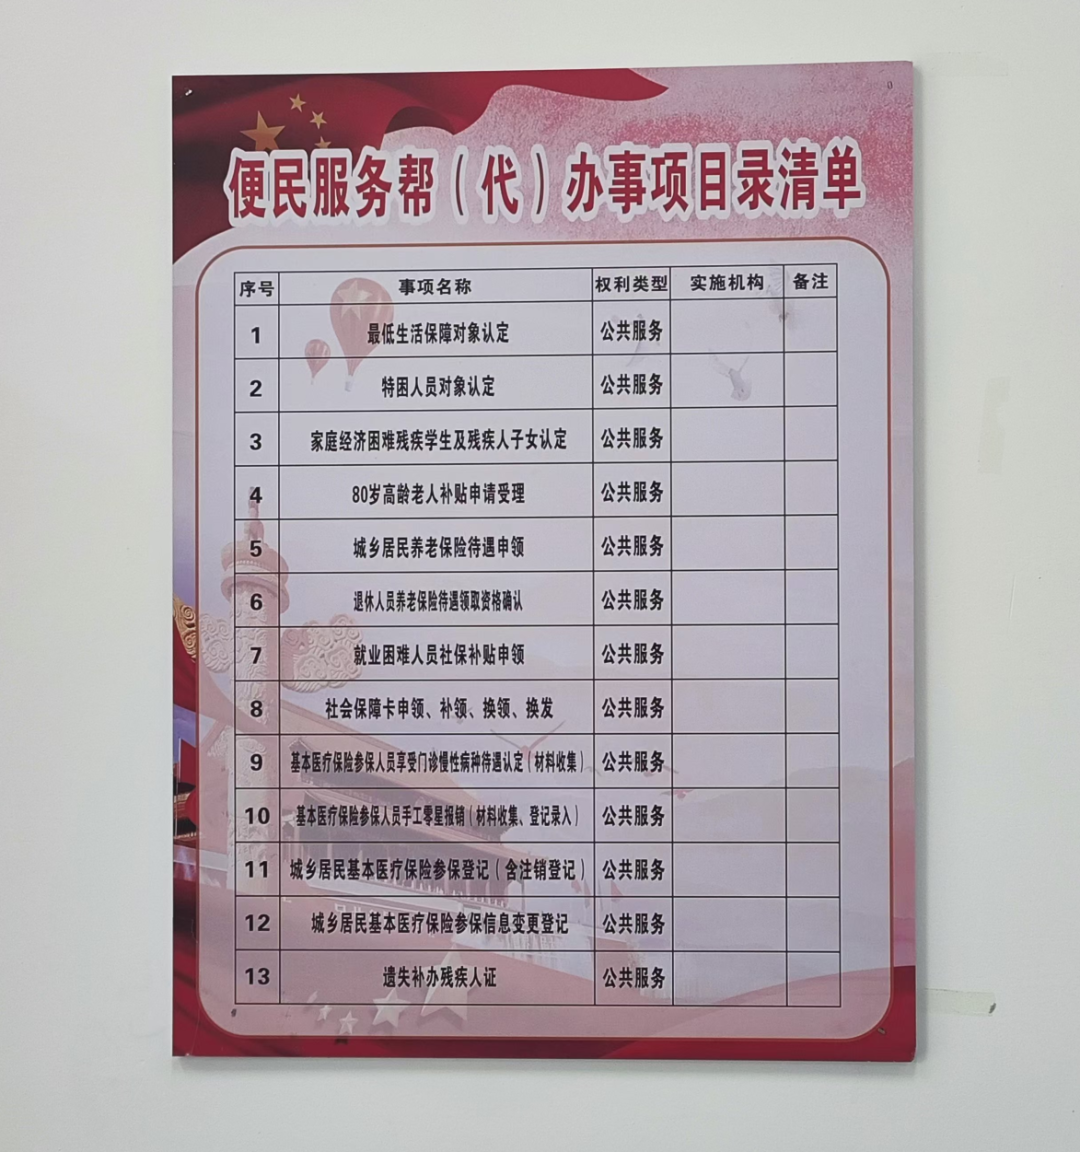 便民服务帮（代）办事项目录清单
序号 事项名称 权利类型 实施机构 备注
1 最低生活保障对象认定 公共服务
2 特困人员对象认定 公共服务
3 家庭经济困难残疾学生及残疾人子女认定 公共服务
4 80岁高龄老人补贴申请受理 公共服务
5 城乡居民养老保险待遇申领 公共服务
6 退休人员养老保险待遇领取资格确认 公共服务
7 就业困难人员社保补贴申领 公共服务
8 社会保障卡申领、补领、换领、换发 公共服务
9 基本医疗保险参保人员享受门诊慢性病种待遇认定（材料收集） 公共服务
10 基本医疗保险参保人员手工零星报销（材料收集、登记录入） 公共服务
11 城乡居民基本医疗保险参保登记（含注销登记） 公共服务
12 城乡居民基本医疗保险参保信息变更登记 公共服务
13 遗失补办残疾人证 公共服务